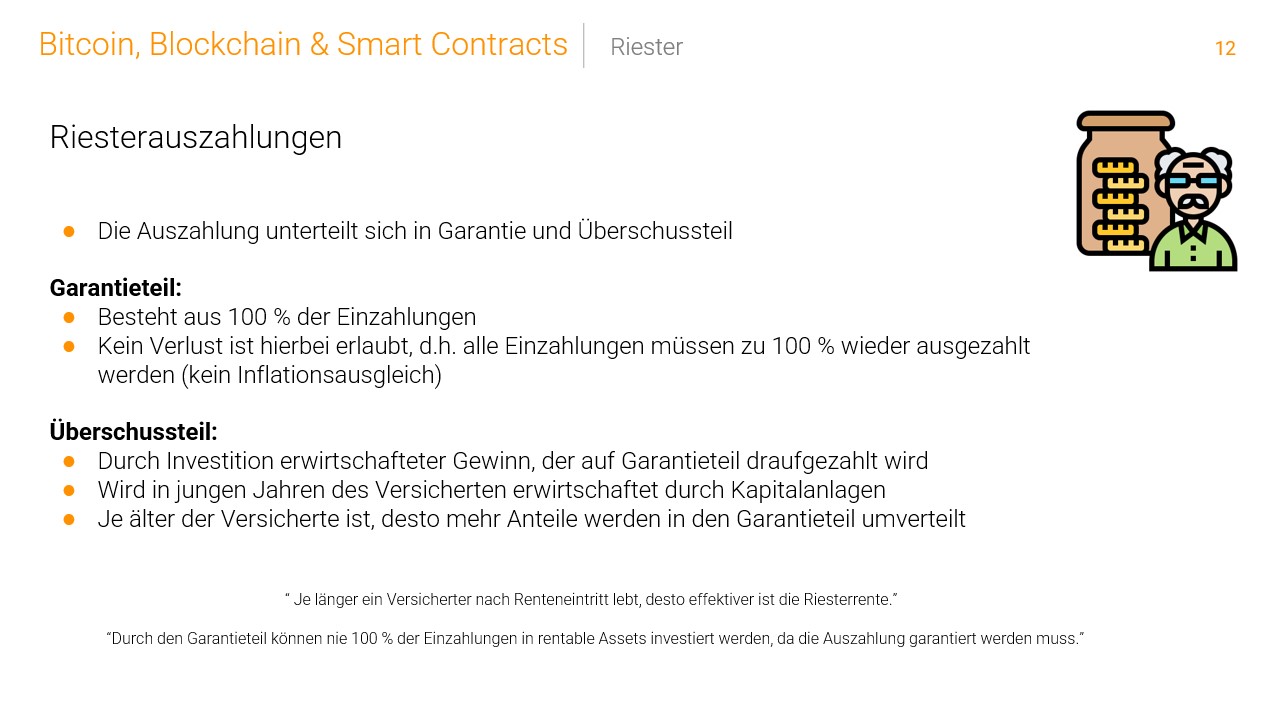 Bitcoin, Blockchain & Smart Contracts
Riester
12
Riesterauszahlungen
● Die Auszahlung unterteilt sich in Garantie und Überschussteil
Garantieteil:
● Besteht aus 100 % der Einzahlungen
● Kein Verlust ist hierbei erlaubt, d.h. alle Einzahlungen müssen zu 100 % wieder ausgezahlt
werden (kein Inflationsausgleich)
Überschussteil:
● Durch Investition erwirtschafteter Gewinn, der auf Garantieteil draufgezahlt wird
● Wird in jungen Jahren des Versicherten erwirtschaftet durch Kapitalanlagen
● Je älter der Versicherte ist, desto mehr Anteile werden in den Garantieteil umverteilt
“ Je länger ein Versicherter nach Renteneintritt lebt, desto effektiver ist die Riesterrente.”
“Durch den Garantieteil können nie 100 % der Einzahlungen in rentable Assets investiert werden, da die Auszahlung garantiert werden muss.”